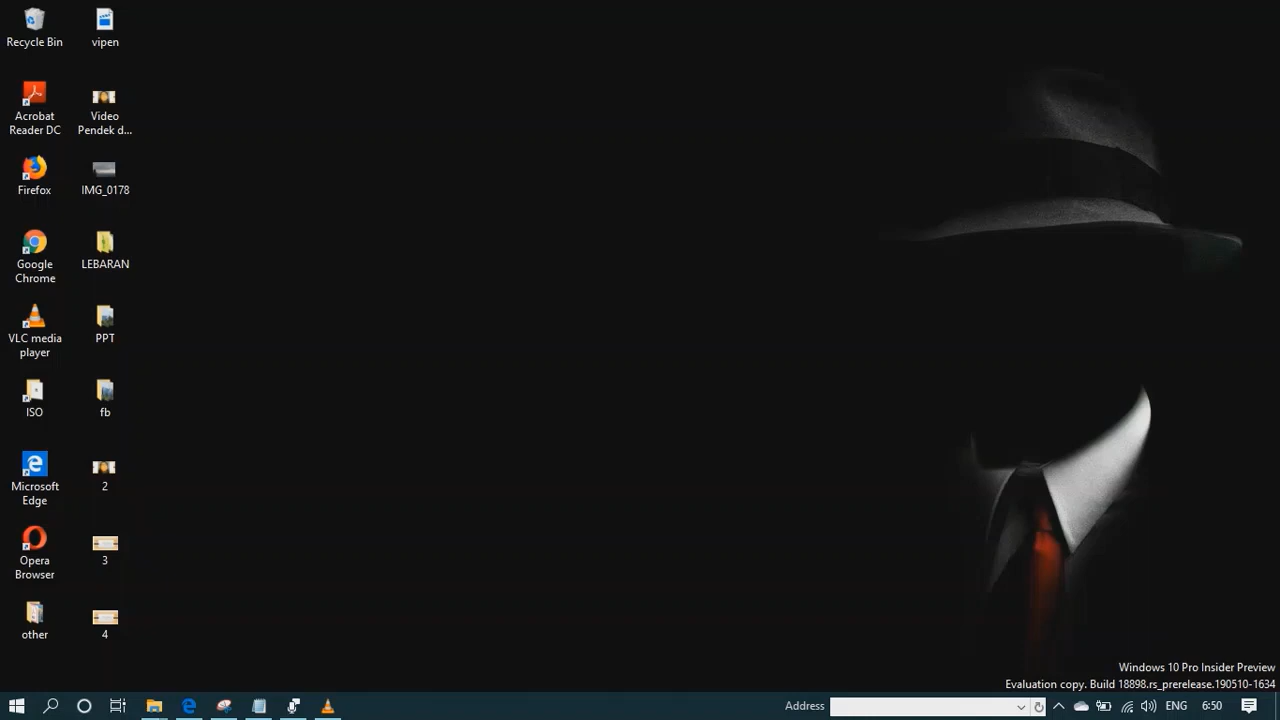 Recycle Bin
vipen
Acrobat
Reader DC
Video
Pendek d...
Firefox
IMG_0178
Google
Chrome
LEBARAN
VLC media
player
PPT
ISO
fb
Microsoft
Edge
2
Opera
Browser
3
other
4
Windows 10 Pro Insider Preview
Evaluation copy. Build 18898.rs_prerelease.190510-1634
Address
ENG
6:50